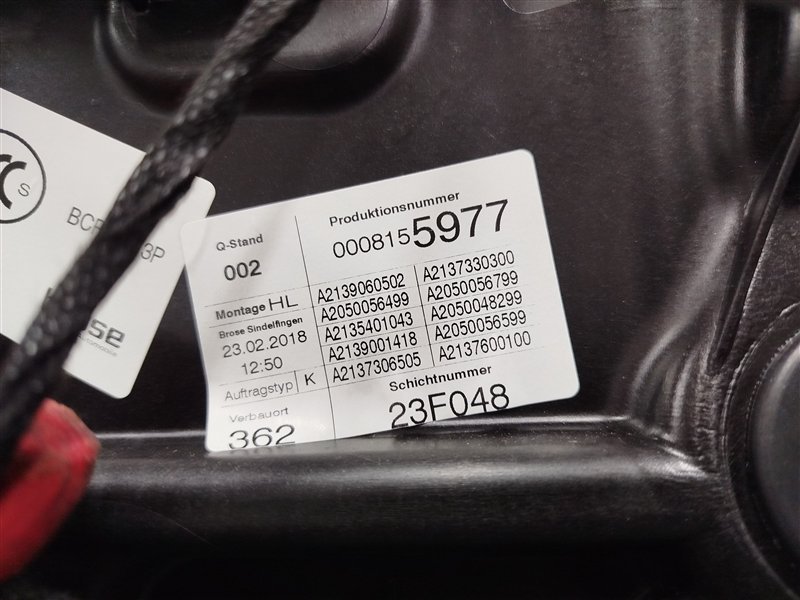 S
3P
Q-Stand
002
Produktionsnummer
0008155977
Montage HL
Brose Sindelfingen
23.02.2018
12:50
Auftragstyp K
Verbauort
362
A2139060502 A2137330300
A2050056499 A2050056799
A2135401043 A2050048299
A2139001418 A2050056599
A2137306505 A2137600100
Schichtnummer
23F048